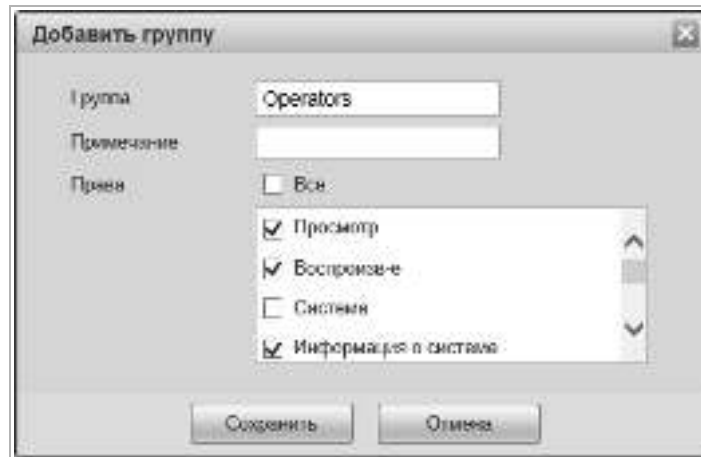 Добавить группу
Группа
Operators
Примечание
Права
Все
Просмотр
Воспроизв-е
Система
Информация о системе
Сохранить
Отмена